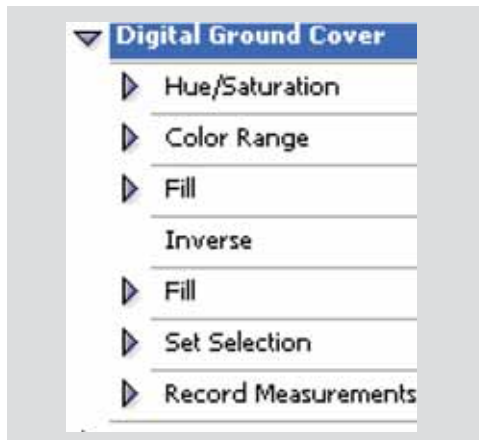 Digital Ground Cover
Hue/Saturation
Color Range
Fill
Inverse
Fill
Set Selection
Record Measurements